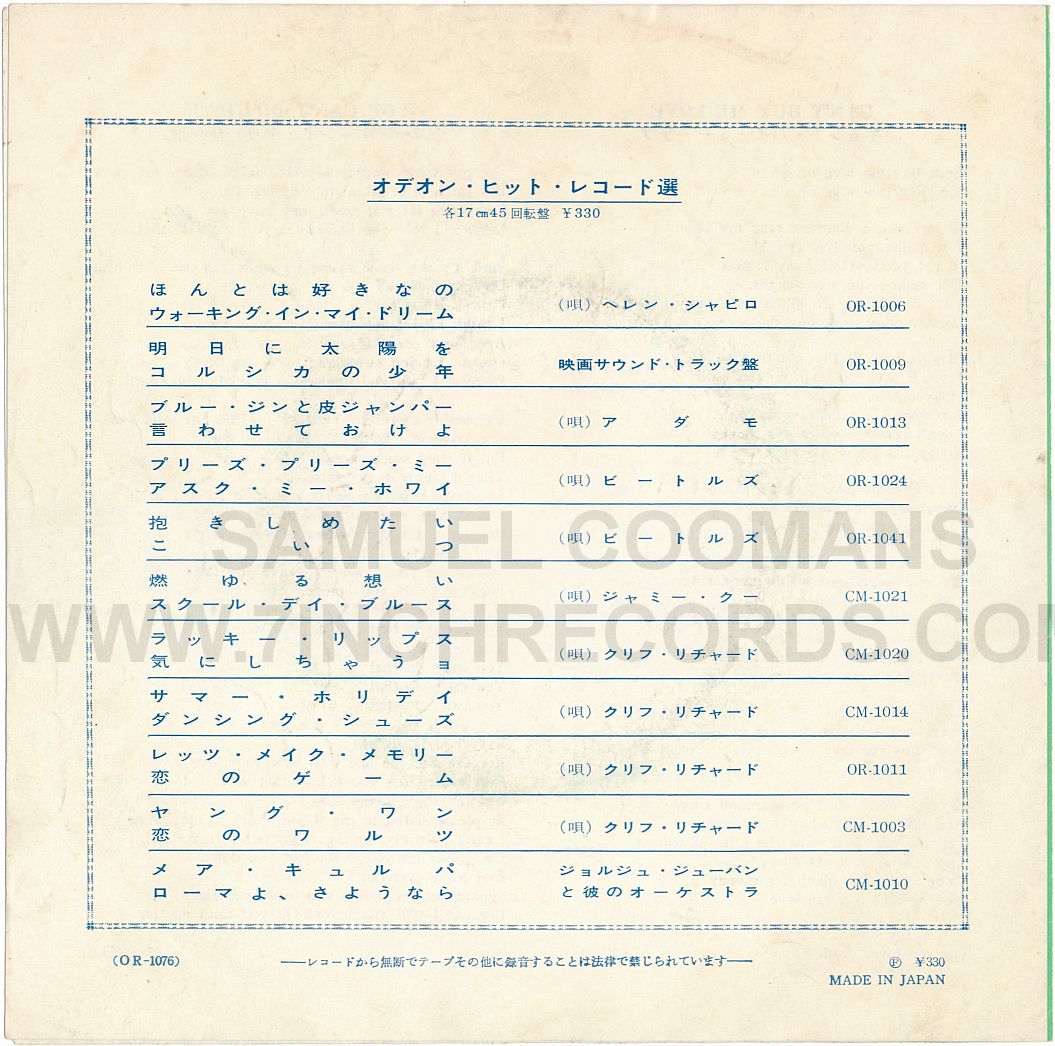 オデオン・ヒット・レコード選
各17cm45回転盤 ¥330
ほんとは好きなの
ウォーキング・イン・マイ・ドリーム
(唄) ヘレン・シャピロ
OR-1006
明日に太陽を
コルシカの少年
映画サウンド・トラック盤
OR-1009
ブルー・ジンと皮ジャンパー
言わせておけよ
(唄) アダモ
OR-1013
プリーズ・プリーズ・ミー
アスク・ミー・ホワイ
(唄) ビートルズ
OR-1024
抱きしめたい
こいつ
(唄) ビートルズ
OR-1041
燃ゆる想い
スクール・デイ・ブルース
(唄) ジャミー・クー
CM-1021
ラッキー・リップス
気にしちゃうョ
(唄) クリフ・リチャード
CM-1020
サマー・ホリデイ
ダンシング・シューズ
(唄) クリフ・リチャード
CM-1014
レッツ・メイク・メモリー
恋のゲーム
(唄) クリフ・リチャード
OR-1011
ヤング・ワン
恋のワルツ
(唄) クリフ・リチャード
CM-1003
メア・キュルパ
ローマよ、さようなら
ジョルジュ・ジューバン
と彼のオーケストラ
CM-1010
SAMUEL COOMANS
WWW.7INCHRECORDS.COM
(OR-1076)
——レコードから無断でテープその他に録音することは法律で禁じられています——
Ⓟ ¥330
MADE IN JAPAN